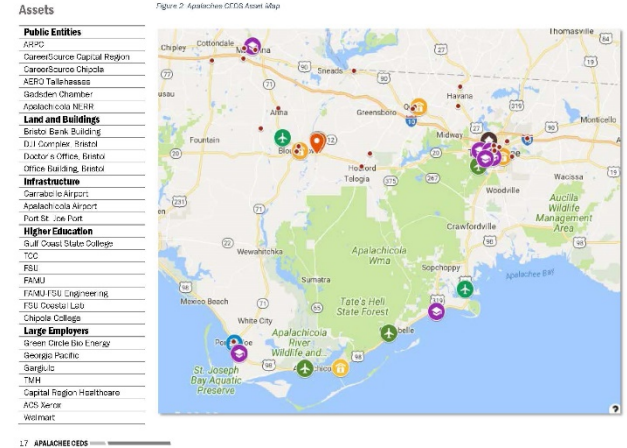 Assets
Figure 2 Apalachee CEDS Asset Map
Public Entities
ARPC
CareerSource Capital Region
CareerSource Chipola
AERO Tallahassee
Gadsden Chamber
Apalachicola NERR
Land and Buildings
Bristol Bank Building
DJJ Complex, Bristol
Doctor's Office, Bristol
Office Building, Bristol
Infrastructure
Carrabelle Airport
Apalachicola Airport
Port St. Joe Port
Higher Education
Gulf Coast State College
TCC
FSU
FAMU
FAMU-FSU Engineering
FSU Coastal Lab
Chipola College
Large Employers
Green Circle Bio Energy
Georgia Pacific
Gargiulo
TMH
Capital Region Healthcare
ACS Xerox
Walmart
Thomasville
Chipley
Cottondale
Sneads
Havana
Altha
Greensboro
Monticello
Midway
Fountain
Hosford
Telogia
Wacissa
Woodville
Aucilla
Wildlife
Management
Area
Crawfordville
Wewahitchka
Apalachicola
Wma
Sopchoppy
Apalachee Bay
Sumatra
Mexico Beach
Tate's Hell
State Forest
White City
Apalachicola
River
Wildlife and...
St. Joseph
Bay Aquatic
Preserve
17 APALACHEE CEDS